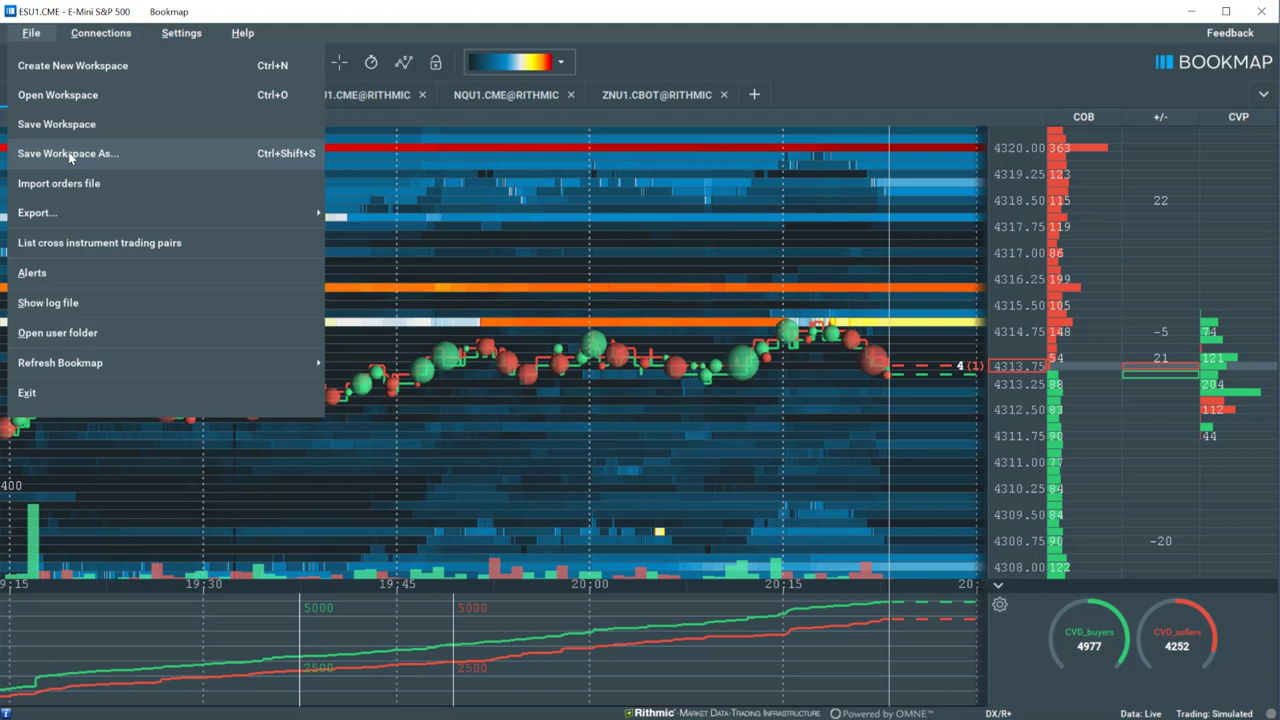 ESU1.CME - E-Mini S&P 500 Bookmap
File Connections Settings Help Feedback
Create New Workspace Ctrl+N
Open Workspace Ctrl+O
Save Workspace
Save Workspace As... Ctrl+Shift+S
Import orders file
Export...
List cross instrument trading pairs
Alerts
Show log file
Open user folder
Refresh Bookmap
Exit
BOOKMAP
U1.CME@RITHMIC NQU1.CME@RITHMIC ZNU1.CBOT@RITHMIC
COB +/- CVP
4320.00 363
4319.25 123
4318.50 115 22
4317.75 119
4317.00 86
4316.25 199
4315.50 105
4314.75 148 -5 74
4313.75 54 21 121
4313.25 88 204
4312.50 83 112
4311.75 90 44
4311.00 77
4310.25 84
4309.50 84
4308.75 90 -20
4308.00 122
4 (1)
400
9:15 19:30 19:45 20:00 20:15 20:
5000 5000
2500 2500
CVD_buyers
4977
CVD_sellers
4252
Rithmic Market Data-Trading Infrastructure Powered by OMNE™ DX/R+ Data: Live Trading: Simulated